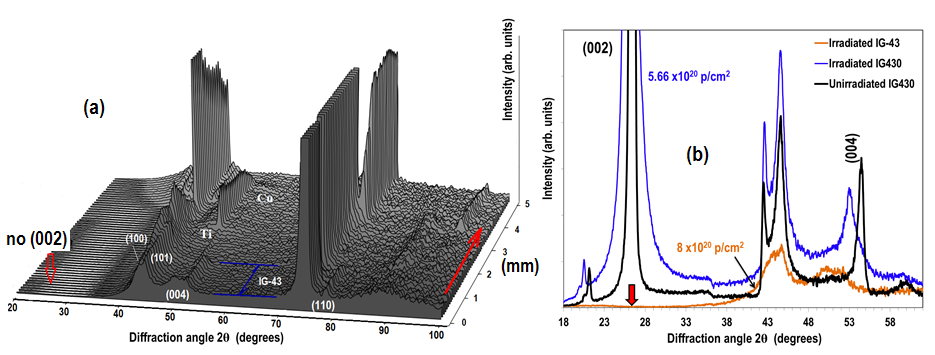 (a)
Intensity (arb. units)
no (002)
(100)
(101)
Ti
Cu
(004)
IG-43
(110)
5
4
3
2
1
0
(mm)
20 30 40 50 60 70 80 90 100
Diffraction angle 2θ (degrees)
(002)
5.66 x10²⁰ p/cm²
Irradiated IG-43
Irradiated IG430
Unirradiated IG430
(b)
(004)
8 x10²⁰ p/cm²
Intensity (arb. units)
18 23 28 33 38 43 48 53 58
Diffraction angle 2θ (degrees)